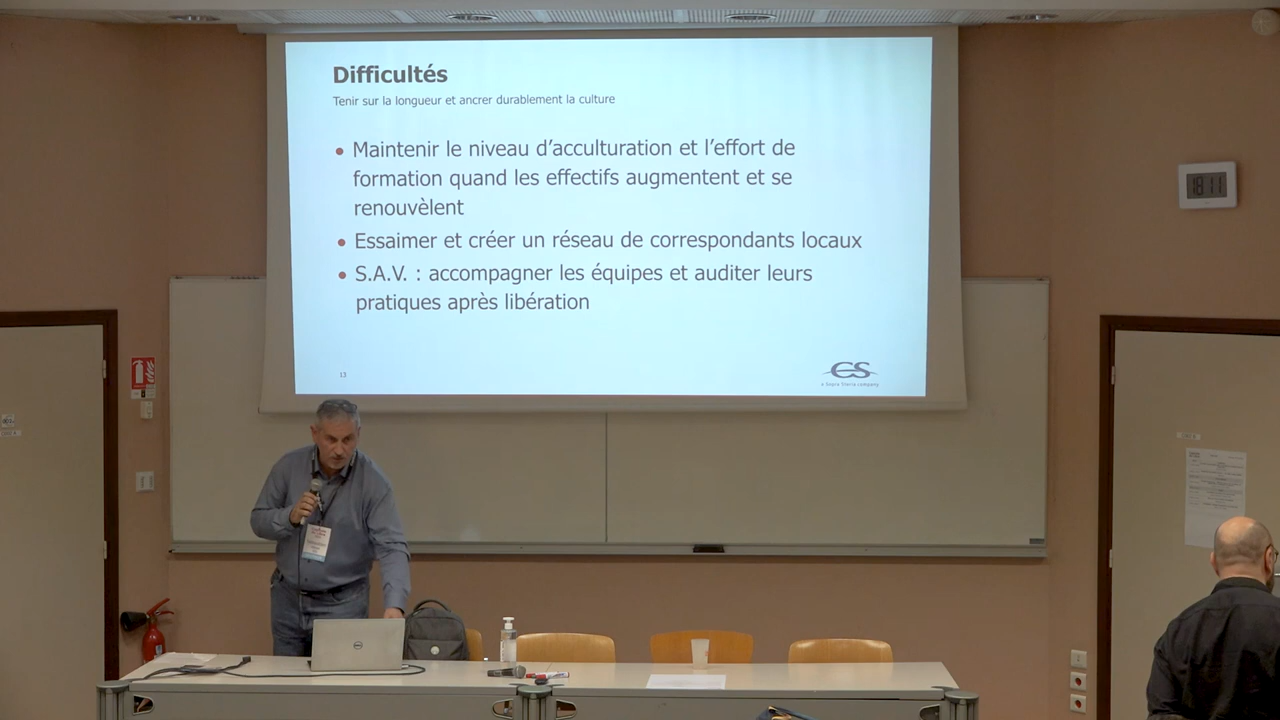 Difficultés
Tenir sur la longueur et ancrer durablement la culture
• Maintenir le niveau d'acculturation et l'effort de
formation quand les effectifs augmentent et se
renouvèlent
• Essaimer et créer un réseau de correspondants locaux
• S.A.V. : accompagner les équipes et auditer leurs
pratiques après libération
13
CS
a Sopra Steria company
18:11
DELL